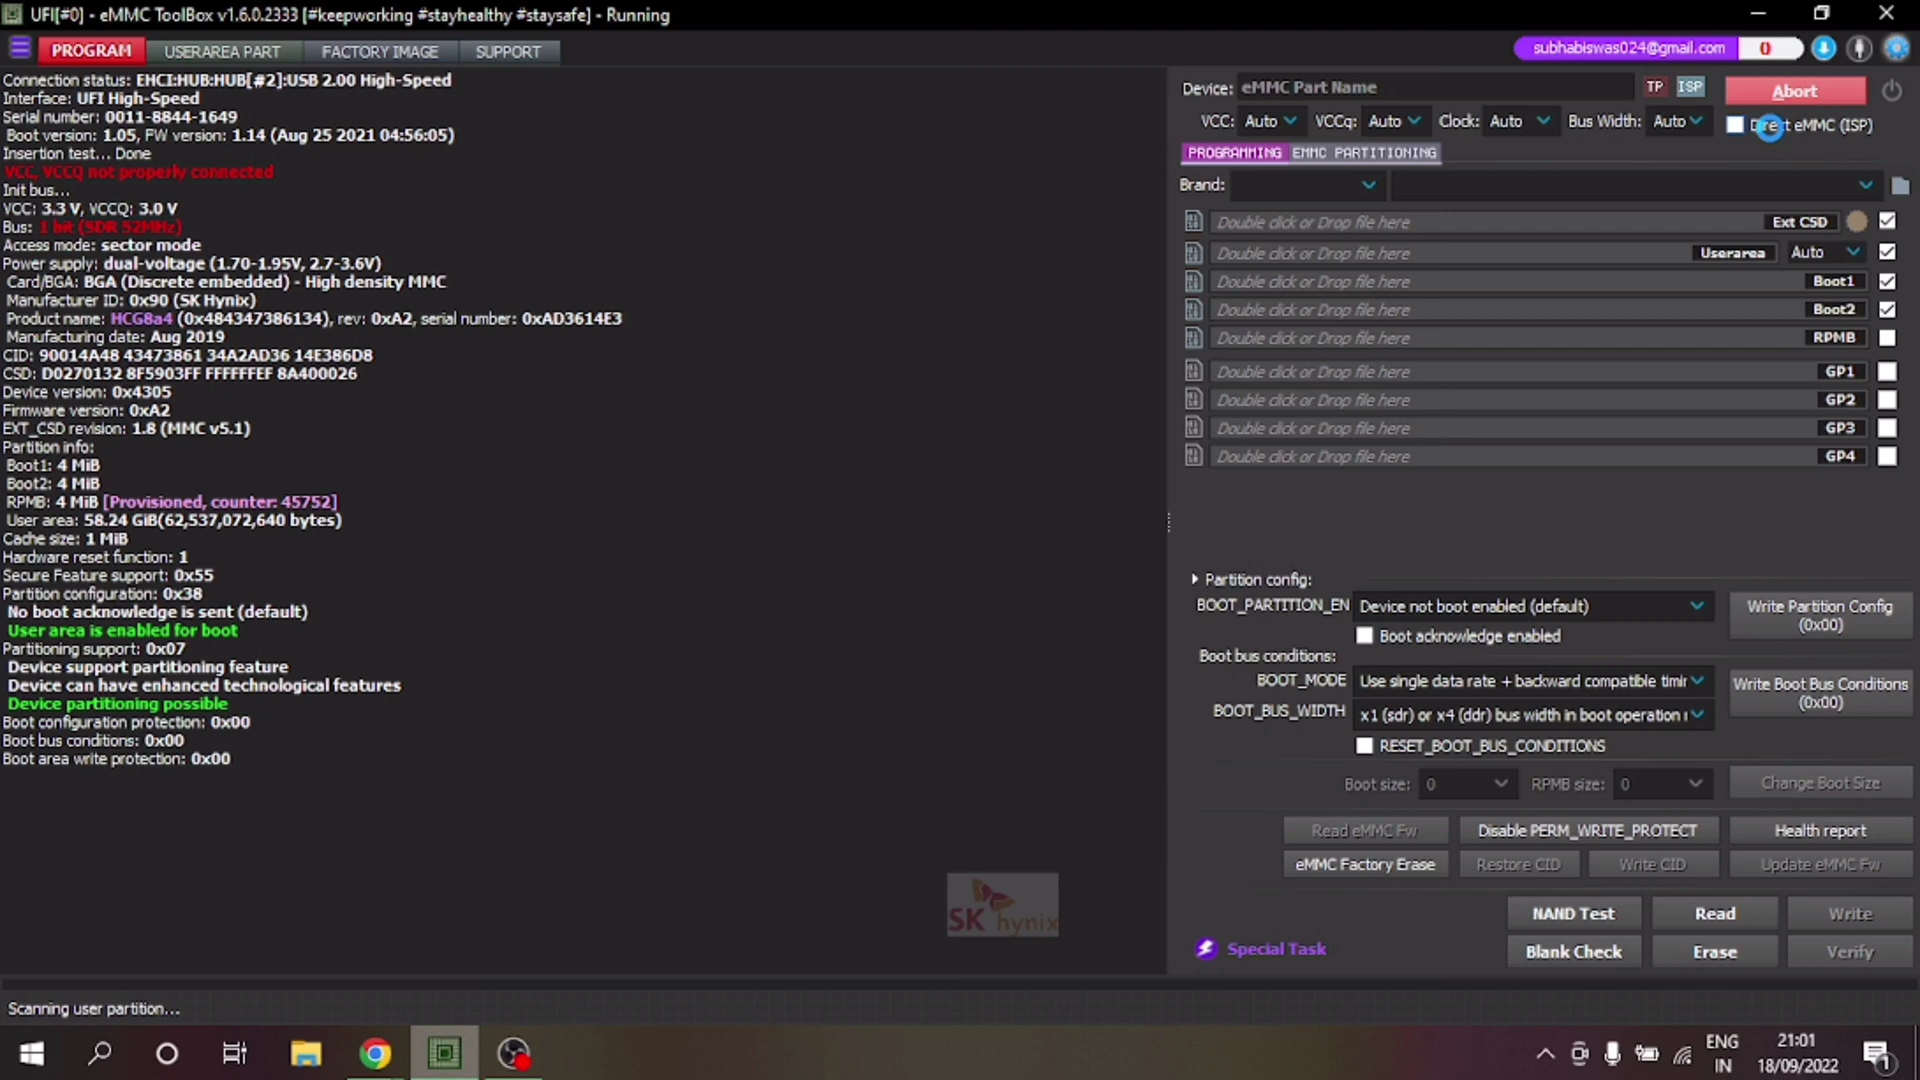 UFI[#0] - eMMC ToolBox v1.6.0.2333 [#keepworking #stayhealthy #staysafe] - Running
PROGRAM USERAREA PART FACTORY IMAGE SUPPORT
subhabiswas024@gmail.com 0
Connection status: EHCI:HUB:HUB[#2]:USB 2.00 High-Speed
Interface: UFI High-Speed
Serial number: 0011-8844-1649
Boot version: 1.05, FW version: 1.14 (Aug 25 2021 04:56:05)
Insertion test... Done
VCC, VCCQ not properly connected
Init bus...
VCC: 3.3 V, VCCQ: 3.0 V
Bus: 1 bit (SDR 52MHz)
Access mode: sector mode
Power supply: dual-voltage (1.70-1.95V, 2.7-3.6V)
Card/BGA: BGA (Discrete embedded) - High density MMC
Manufacturer ID: 0x90 (SK Hynix)
Product name: HCG8a4 (0x484347386134), rev: 0xA2, serial number: 0xAD3614E3
Manufacturing date: Aug 2019
CID: 90014A48 43473861 34A2AD36 14E386D8
CSD: D0270132 8F5903FF FFFFFFEF 8A400026
Device version: 0x4305
Firmware version: 0xA2
EXT_CSD revision: 1.8 (MMC v5.1)
Partition info:
Boot1: 4 MiB
Boot2: 4 MiB
RPMB: 4 MiB [Provisioned, counter: 45752]
User area: 58.24 GiB(62,537,072,640 bytes)
Cache size: 1 MiB
Hardware reset function: 1
Secure Feature support: 0x55
Partition configuration: 0x38
No boot acknowledge is sent (default)
User area is enabled for boot
Partitioning support: 0x07
Device support partitioning feature
Device can have enhanced technological features
Device partitioning possible
Boot configuration protection: 0x00
Boot bus conditions: 0x00
Boot area write protection: 0x00
SK hynix
Device: eMMC Part Name TP ISP Abort
VCC: Auto VCCq: Auto Clock: Auto Bus Width: Auto Direct eMMC (ISP)
PROGRAMMING EMMC PARTITIONING
Brand:
Double click or Drop file here Ext CSD
Double click or Drop file here Userarea Auto
Double click or Drop file here Boot1
Double click or Drop file here Boot2
Double click or Drop file here RPMB
Double click or Drop file here GP1
Double click or Drop file here GP2
Double click or Drop file here GP3
Double click or Drop file here GP4
Partition config:
BOOT_PARTITION_EN Device not boot enabled (default) Write Partition Config
(0x00)
Boot acknowledge enabled
Boot bus conditions:
BOOT_MODE Use single data rate + backward compatible timir Write Boot Bus Conditions
(0x00)
BOOT_BUS_WIDTH x1 (sdr) or x4 (ddr) bus width in boot operation
RESET_BOOT_BUS_CONDITIONS
Boot size: 0 RPMB size: 0 Change Boot Size
Read eMMC Fw Disable PERM_WRITE_PROTECT Health report
eMMC Factory Erase Restore CID Write CID Update eMMC Fw
NAND Test Read Write
Special Task Blank Check Erase Verify
Scanning user partition...
ENG 21:01
IN 18/09/2022 1